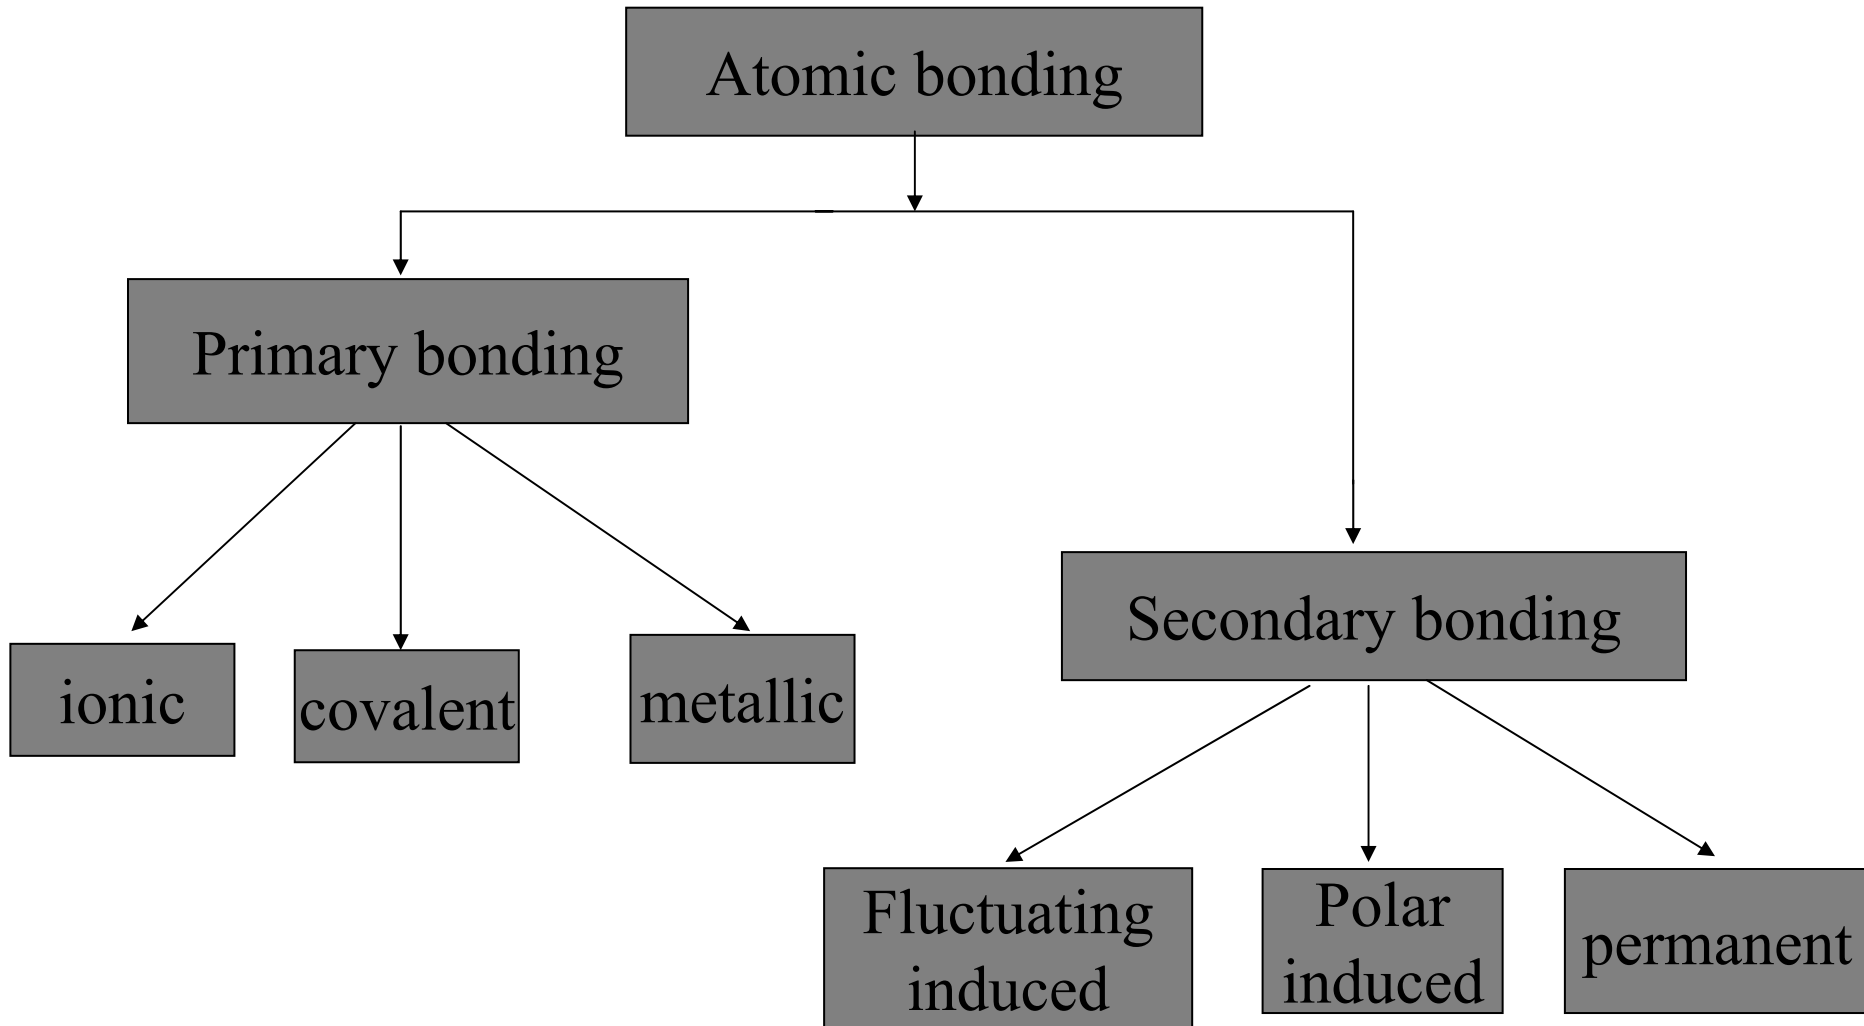 Atomic bonding
Primary bonding
ionic
covalent
metallic
Secondary bonding
Fluctuating
induced
Polar
induced
permanent